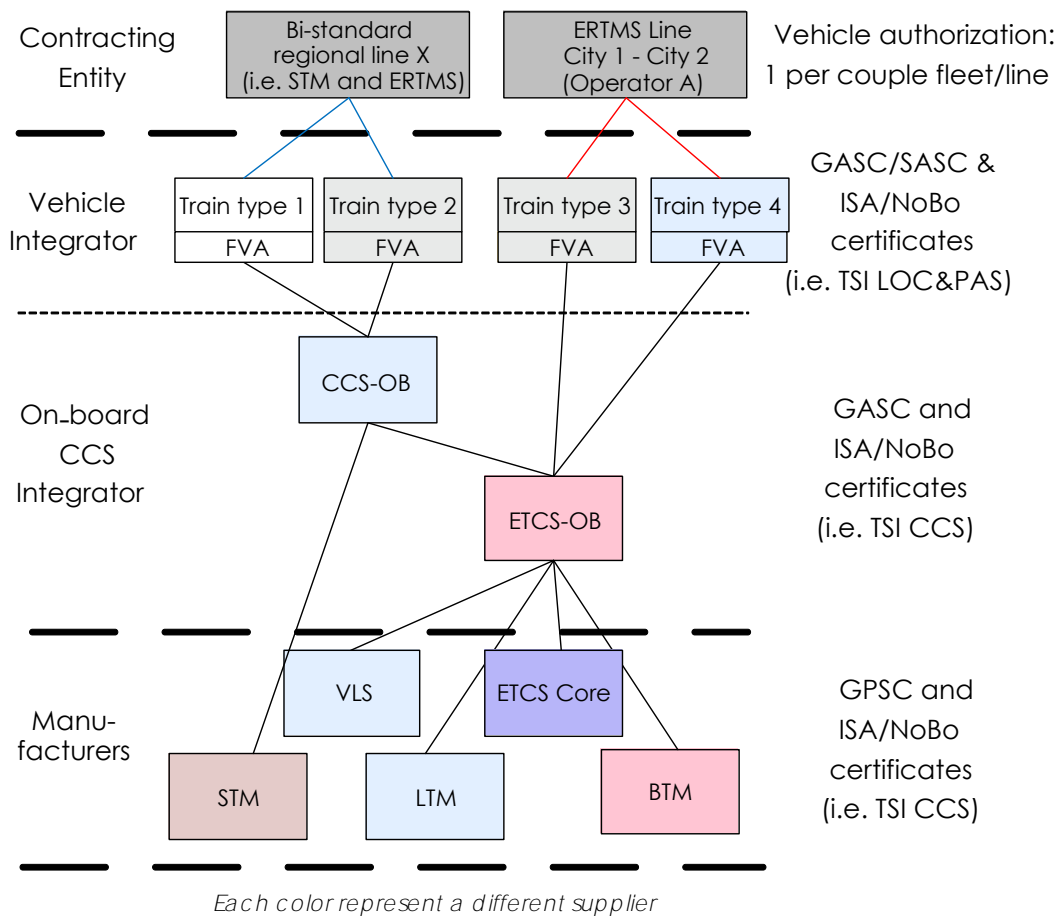 Contracting
Entity
Bi-standard
regional line X
(i.e. STM and ERTMS)
ERTMS Line
City 1 - City 2
(Operator A)
Vehicle authorization:
1 per couple fleet/line
Vehicle
Integrator
Train type 1
FVA
Train type 2
FVA
Train type 3
FVA
Train type 4
FVA
GASC/SASC &
ISA/NoBo
certificates
(i.e. TSI LOC&PAS)
On-board
CCS
Integrator
CCS-OB
ETCS-OB
GASC and
ISA/NoBo
certificates
(i.e. TSI CCS)
Manu-
facturers
VLS
ETCS Core
STM
LTM
BTM
GPSC and
ISA/NoBo
certificates
(i.e. TSI CCS)
Each color represent a different supplier